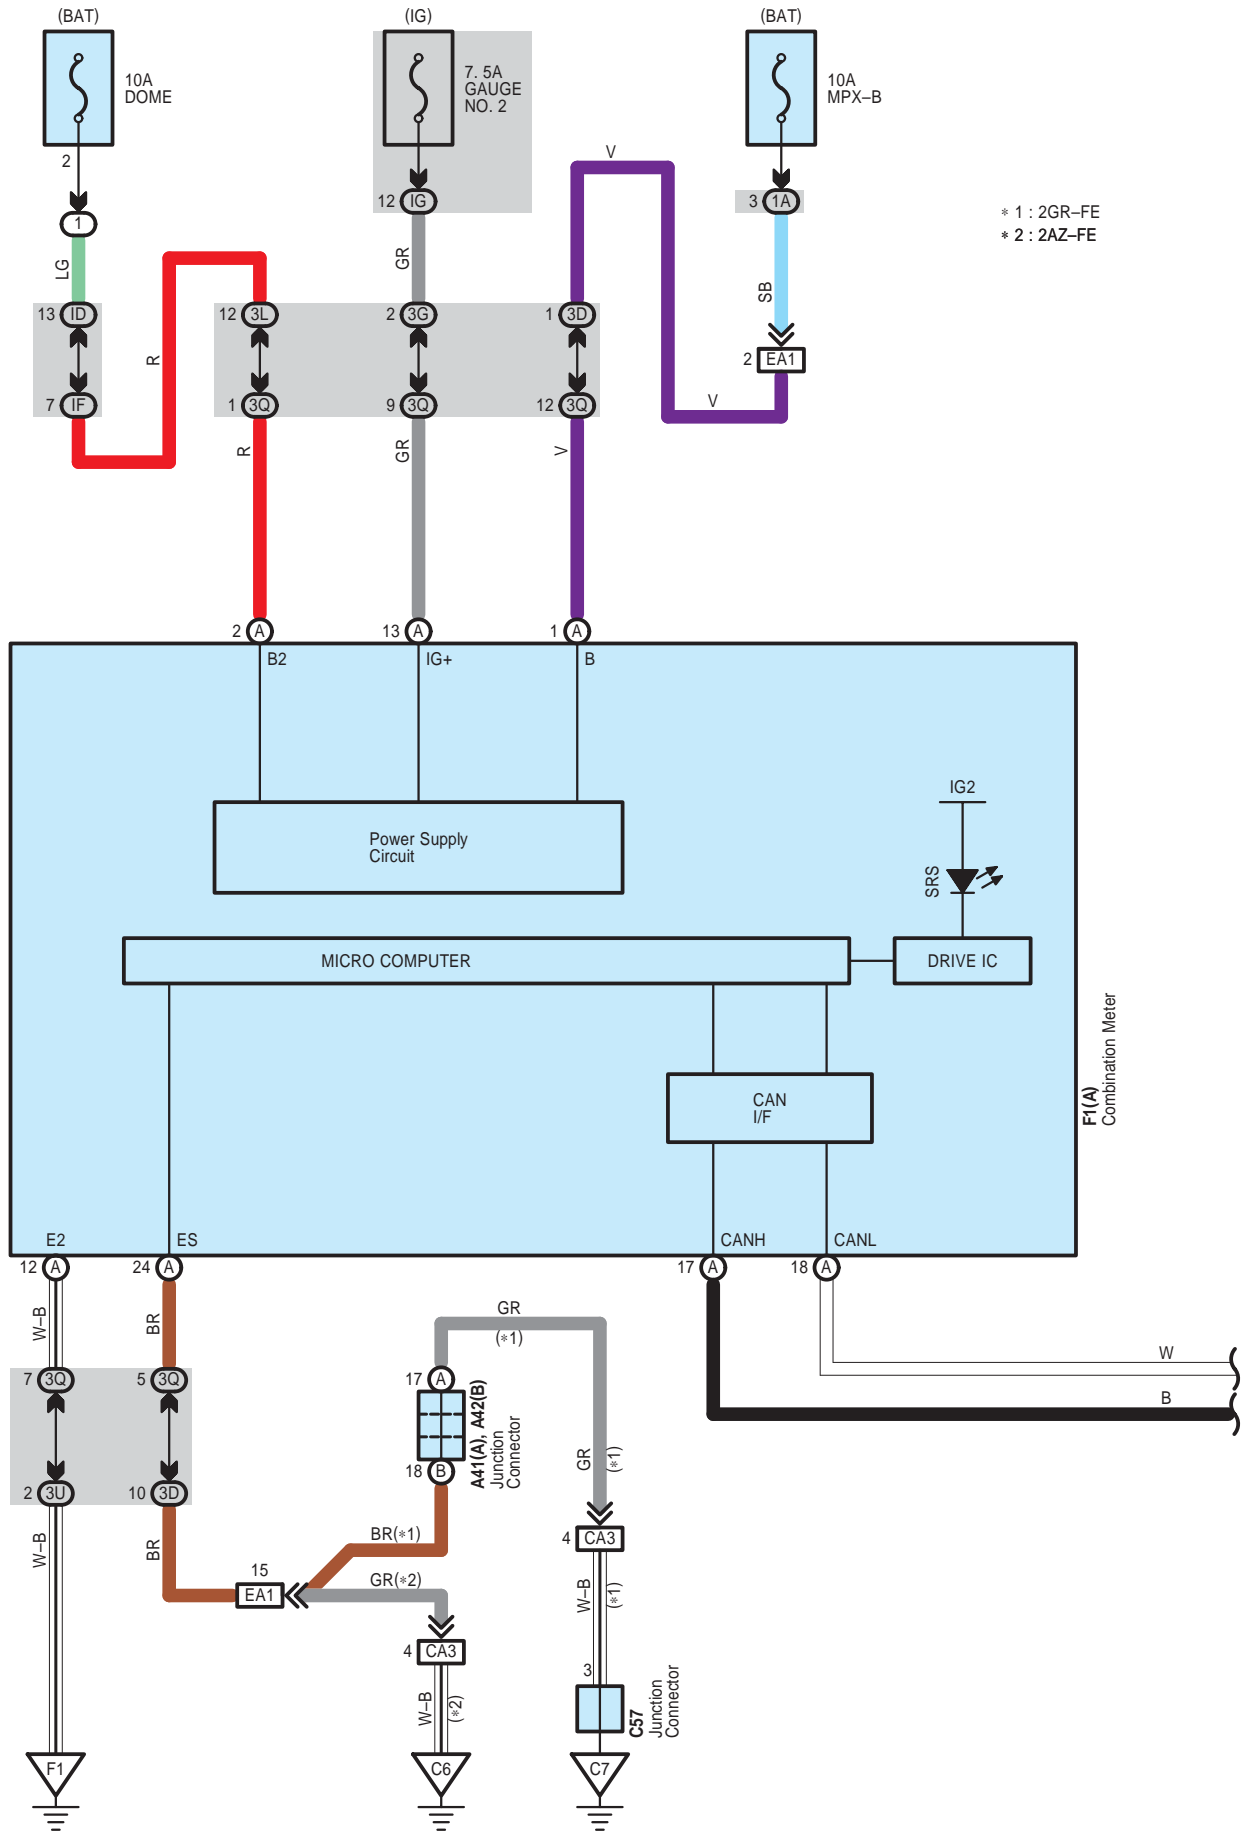 (BAT)
(IG)
(BAT)
10A
DOME
7. 5A
GAUGE
NO. 2
10A
MPX–B
2
1
12 IG
3 1A
V
∗ 1 : 2GR–FE
∗ 2 : 2AZ–FE
LG
GR
SB
13 ID
12 3L
2 3G
1 3D
2 EA1
R
V
7 IF
1 3Q
9 3Q
12 3Q
R
GR
V
2 A
13 A
1 A
B2
IG+
B
Power Supply
Circuit
IG2
SRS
MICRO COMPUTER
DRIVE IC
CAN
I/F
F1(A)
Combination Meter
E2
ES
CANH
CANL
12 A
24 A
17 A
18 A
W–B
BR
GR
(∗1)
W
B
7 3Q
5 3Q
17 A
A41(A), A42(B)
Junction
Connector
18 B
GR
(∗1)
2 3U
10 3D
W–B
BR
BR(∗1)
4 CA3
15
EA1
GR(∗2)
W–B
(∗1)
4 CA3
W–B
(∗2)
3
C57
Junction
Connector
F1
C6
C7